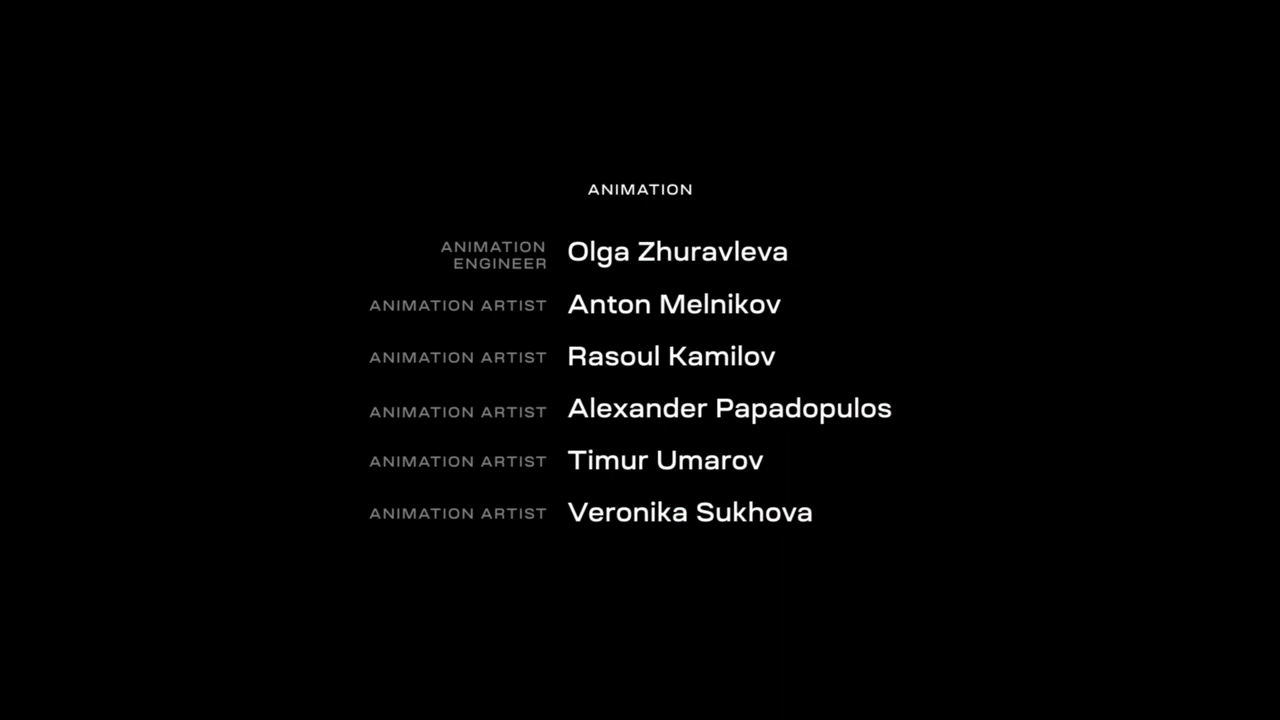 ANIMATION
ANIMATION
ENGINEER
Olga Zhuravleva
ANIMATION ARTIST Anton Melnikov
ANIMATION ARTIST Rasoul Kamilov
ANIMATION ARTIST Alexander Papadopulos
ANIMATION ARTIST Timur Umarov
ANIMATION ARTIST Veronika Sukhova